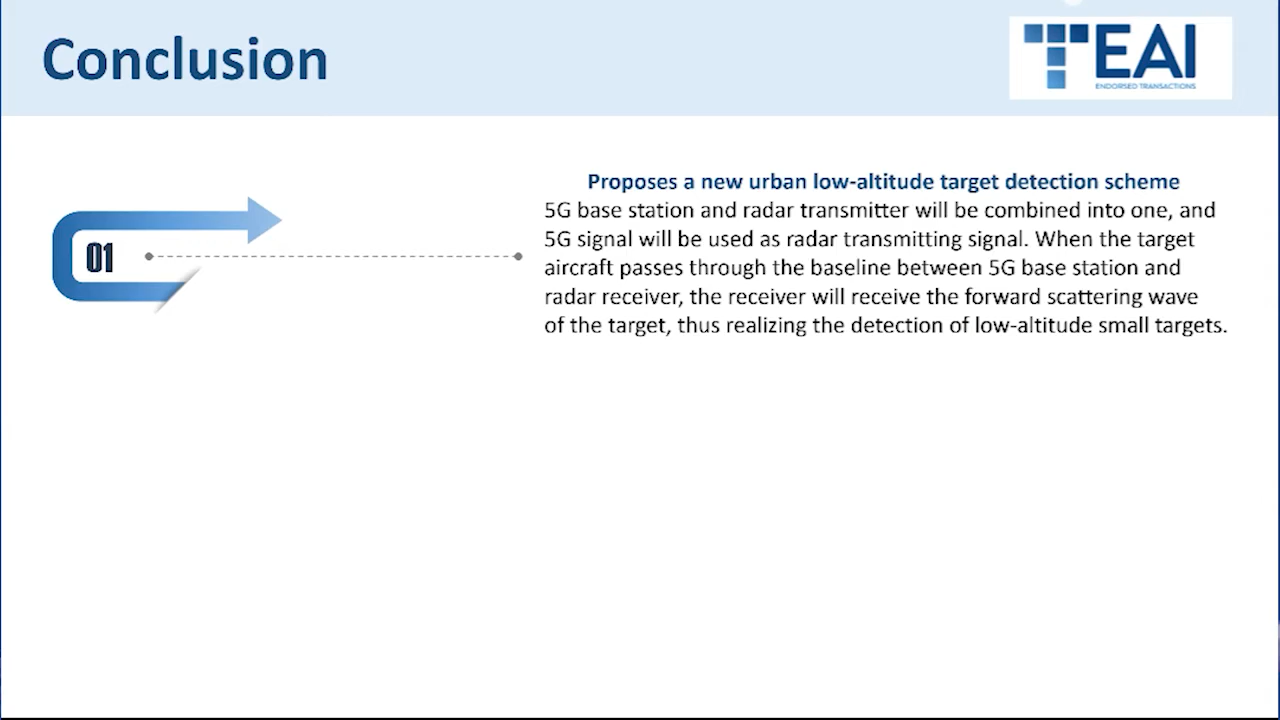 Conclusion
TEAI
ENDORSED TRANSACTIONS
01
Proposes a new urban low-altitude target detection scheme
5G base station and radar transmitter will be combined into one, and
5G signal will be used as radar transmitting signal. When the target
aircraft passes through the baseline between 5G base station and
radar receiver, the receiver will receive the forward scattering wave
of the target, thus realizing the detection of low-altitude small targets.